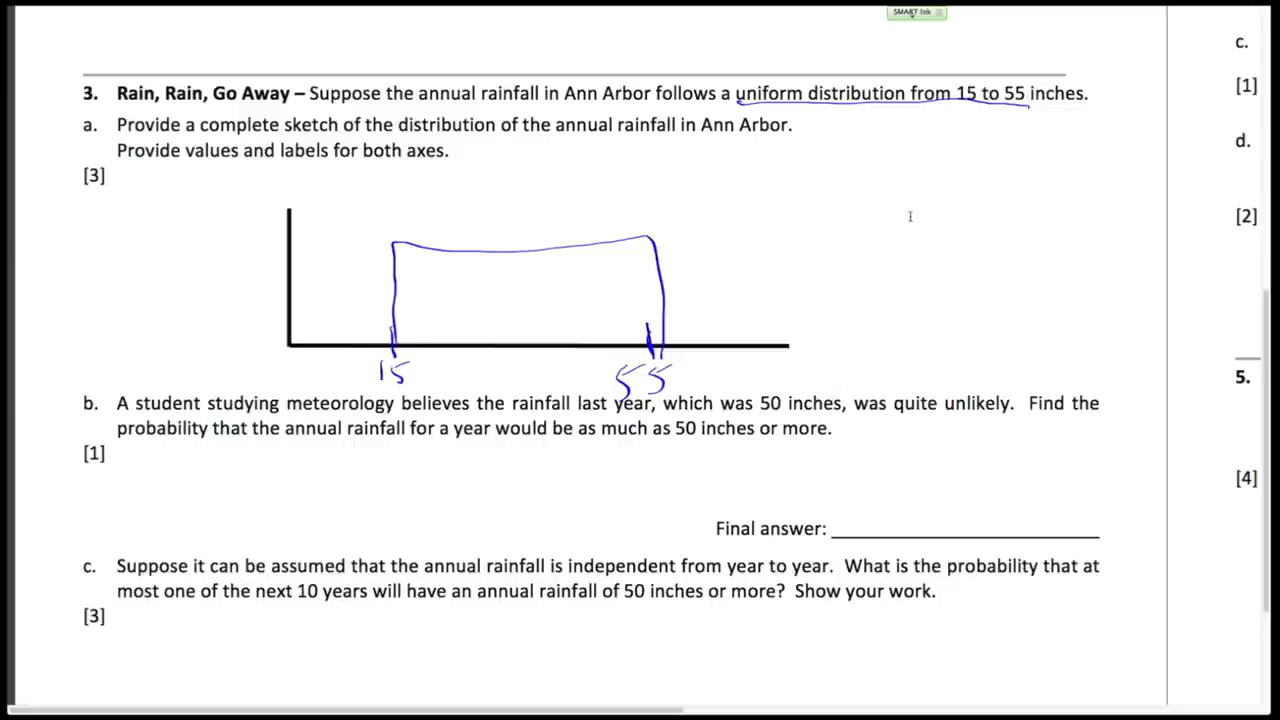 SMART Ink
3. Rain, Rain, Go Away – Suppose the annual rainfall in Ann Arbor follows a uniform distribution from 15 to 55 inches.
a. Provide a complete sketch of the distribution of the annual rainfall in Ann Arbor.
Provide values and labels for both axes.
[3]
15
55
b. A student studying meteorology believes the rainfall last year, which was 50 inches, was quite unlikely. Find the
probability that the annual rainfall for a year would be as much as 50 inches or more.
[1]
Final answer:
c. Suppose it can be assumed that the annual rainfall is independent from year to year. What is the probability that at
most one of the next 10 years will have an annual rainfall of 50 inches or more? Show your work.
[3]
c.
[1]
d.
[2]
5.
[4]